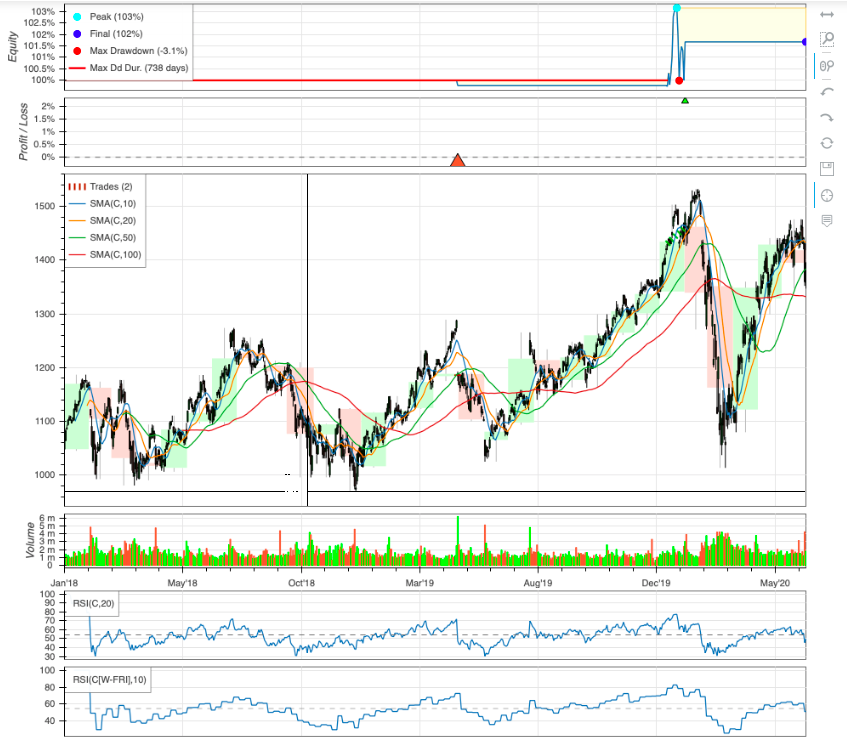 103%
102.5%
102%
101.5%
101%
100.5%
100%
Equity
Peak (103%)
Final (102%)
Max Drawdown (-3.1%)
Max Dd Dur. (738 days)
2%
1.5%
1%
0.5%
0%
Profit / Loss
Trades (2)
SMA(C,10)
SMA(C,20)
SMA(C,50)
SMA(C,100)
1500
1400
1300
1200
1100
1000
6 m
5 m
4 m
3 m
2 m
1 m
0
Volume
Jan'18
May'18
Oct'18
Mar'19
Aug'19
Dec'19
May'20
100
90
80
70
60
50
40
30
RSI(C,20)
100
80
60
40
RSI(C[W-FRI],10)